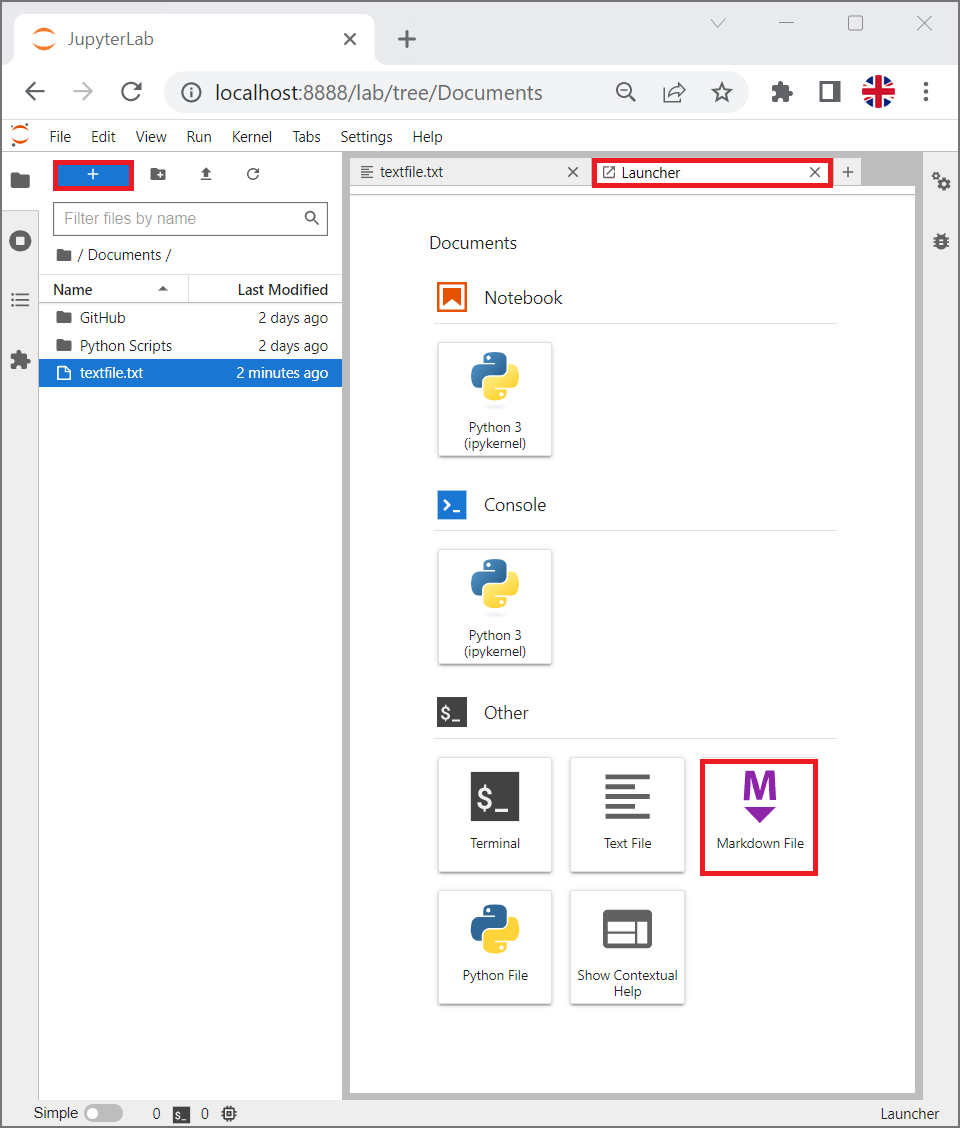 JupyterLab
localhost:8888/lab/tree/Documents
File Edit View Run Kernel Tabs Settings Help
textfile.txt
Launcher
Filter files by name
/ Documents /
Name Last Modified
GitHub 2 days ago
Python Scripts 2 days ago
textfile.txt 2 minutes ago
Documents
Notebook
Python 3
(ipykernel)
Console
Python 3
(ipykernel)
$_ Other
$_
M
Terminal Text File Markdown File
Python File Show Contextual
Help
Simple 0 $_ 0 Launcher